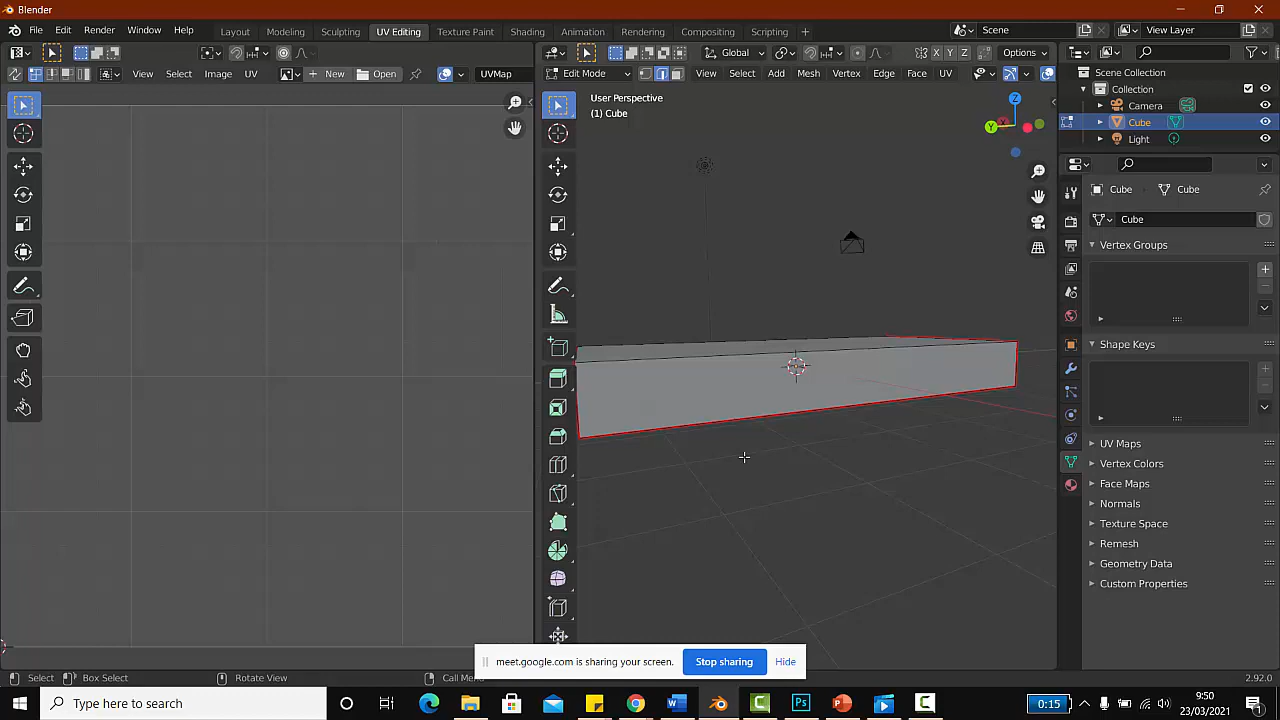 Blender
File Edit Render Window Help Layout Modeling Sculpting UV Editing Texture Paint Shading Animation Rendering Compositing Scripting + Scene View Layer
Global X Y Z Options
View Select Image UV New Open UVMap Edit Mode View Select Add Mesh Vertex Edge Face UV
Scene Collection
Collection
Camera
Cube
Light
User Perspective
(1) Cube
Z
Y
X
Cube Cube
Cube
Vertex Groups
Shape Keys
UV Maps
Vertex Colors
Face Maps
Normals
Texture Space
Remesh
Geometry Data
Custom Properties
meet.google.com is sharing your screen. Stop sharing Hide
Select Box Select Rotate View Call Menu 2.92.0
Type here to search
0:15
9:50
23/03/2021